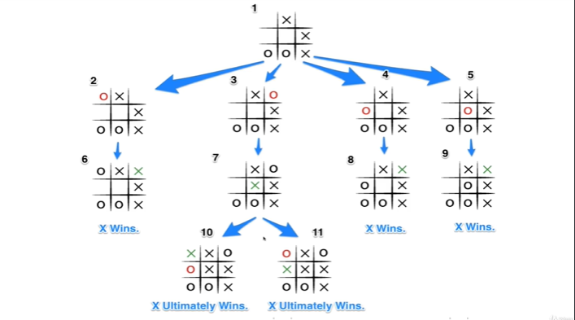 1
X
X
O O X
2
O X
X
O O X
3
X O
X
O O X
4
X
O X
O O X
5
X
O X
O O X
6
O X X
X
O O X
X Wins.
7
X O
X X
O O X
8
X X
O X
O O X
X Wins.
9
X X
O X
O O X
X Wins.
10
X X O
O X X
O O X
X Ultimately Wins.
11
O X O
X X X
O O X
X Ultimately Wins.